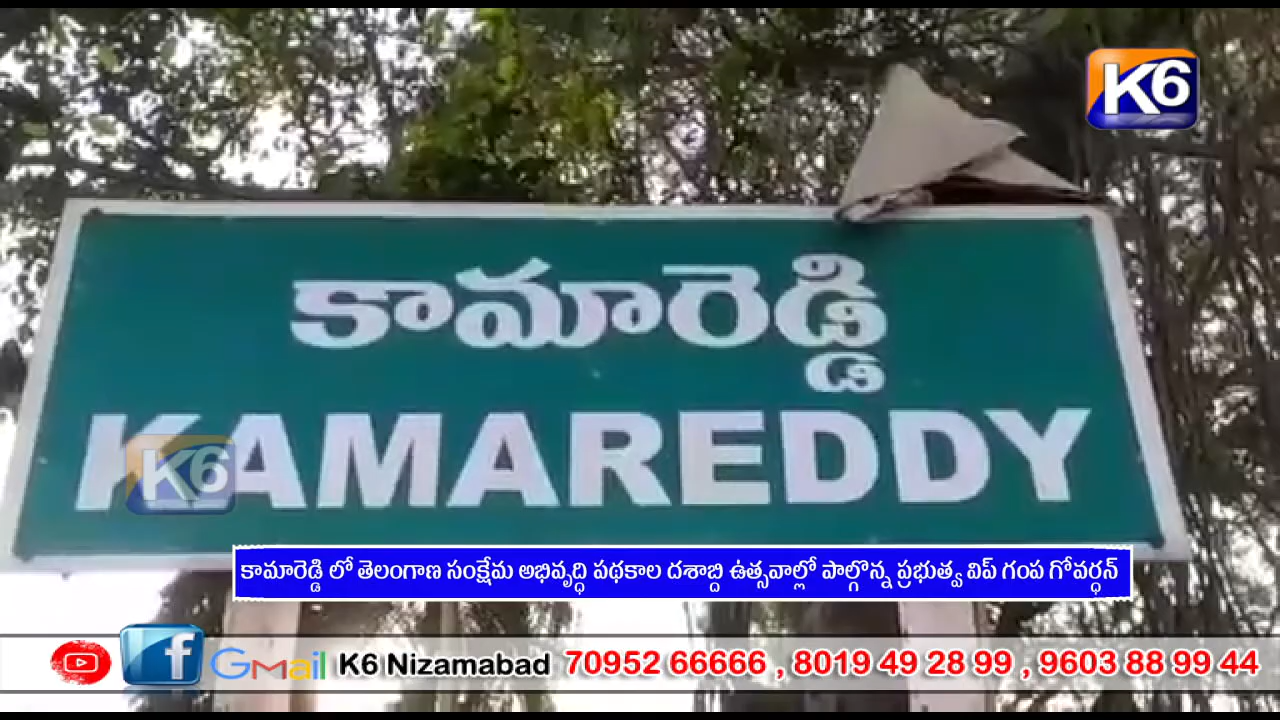 K6
కామారెడ్డి
KAMAREDDY
K6
కామారెడ్డి లో తెలంగాణ సంక్షేమ అభివృద్ధి పథకాల దశాబ్ది ఉత్సవాల్లో పాల్గొన్న ప్రభుత్వ విప్ గంప గోవర్ధన్
f Gmail K6 Nizamabad 70952 66666 , 8019 49 28 99 , 9603 88 99 44